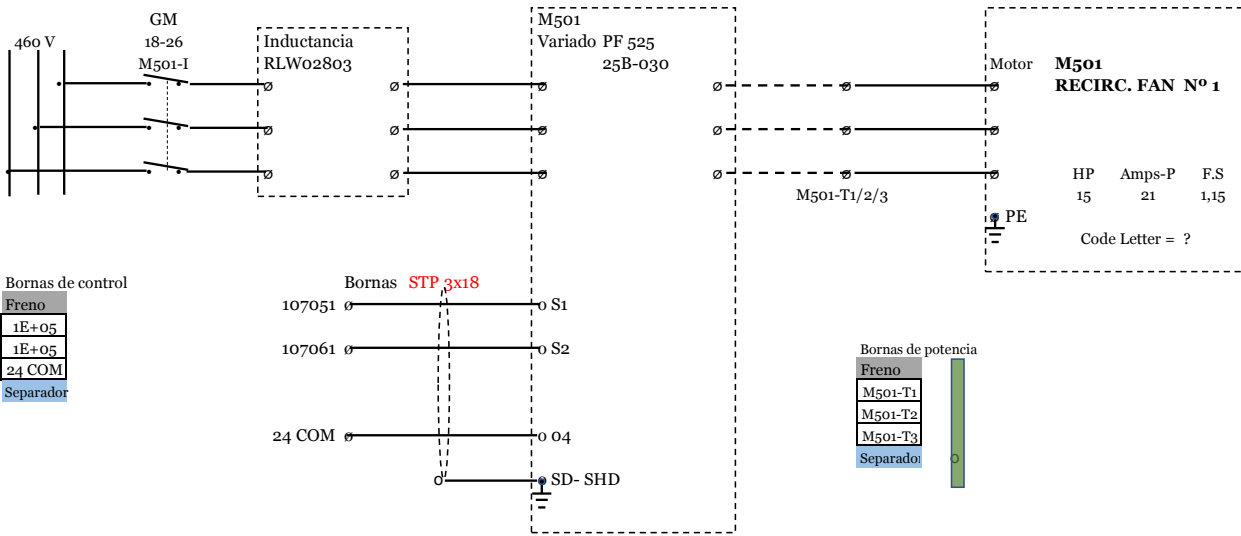 460 V
GM
18-26
M501-I
Inductancia
RLW02803
M501
Variado PF 525
25B-030
Motor M501
RECIRC. FAN Nº 1
HP Amps-P F.S
15 21 1,15
M501-T1/2/3
PE
Code Letter = ?
Bornas de control
Freno
1E+05
1E+05
24 COM
Separador
Bornas STP 3x18
107051
S1
107061
S2
24 COM
04
SD- SHD
Bornas de potencia
Freno
M501-T1
M501-T2
M501-T3
Separador